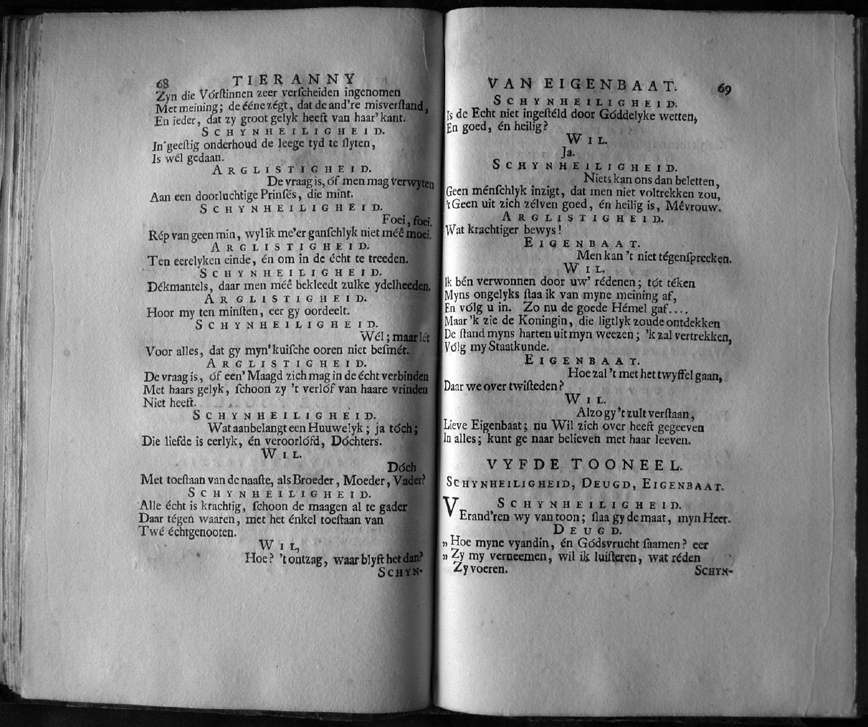 68 TIERANNY
Zyn die Vórstinnen zeer verscheiden ingenomen
Met meining; de ééne zégt, dat de and're misverstand,
En ieder, dat zy groot gelyk heeft van haar' kant.
SCHYNHEILIGHEID.
In geestig onderhoud de leege tyd te slyten,
Is wél gedaan.
ARGLISTIGHEID.
De vraag is, óf men mag verwyten
Aan een doorluchtige Prinsés, die mint.
SCHYNHEILIGHEID.
Foei, foei.
Rép van geen min, wyl ik me'er ganschlyk niet méê moei.
ARGLISTIGHEID.
Ten eerelyken einde, én om in de écht te treeden.
SCHYNHEILIGHEID.
Dékmantels, daar men méê bekleedt zulke ydelheeden.
ARGLISTIGHEID.
Hoor my ten minsten, eer gy oordeelt.
SCHYNHEILIGHEID.
Wél; maar lét
Voor alles, dat gy myn' kuische ooren niet besmét.
ARGLISTIGHEID.
De vraag is, óf een' Maagd zich mag in de écht verbinden
Met haars gelyk, schoon zy 't verlóf van haare vrinden
Niet heeft.
SCHYNHEILIGHEID.
Wat aanbelangt een Huuwelyk; ja tóch;
Die liefde is eerlyk, én veroorlófd, Dóchters.
WIL.
Dóch
Met toestaan van de naaste, als Broeder, Moeder, Vader?
SCHYNHEILIGHEID.
Alle écht is krachtig, schoon de maagen al te gader
Daar tégen waaren, met het énkel toestaan van
Twé échtgenooten.
WIL,
Hoe? 't ontzag, waar blyft het dan?
SCHYN-
VAN EIGENBAAT. 69
SCHYNHEILIGHEID.
Is de Echt niet ingestéld door Góddelyke wetten,
En goed, én heilig?
WIL.
Ja.
SCHYNHEILIGHEID.
Niets kan ons dan beletten,
Geen ménschlyk inzigt, dat men niet voltrekken zou,
't Geen uit zich zélven goed, én heilig is, Mévrouw.
ARGLISTIGHEID.
Wat krachtiger bewys!
EIGENBAAT.
Men kan 't niet tégenspreeken.
WIL.
Ik bén verwonnen door uw' rédenen; tót téken
Myns ongelyks staa ik van myne meining af,
En vólg u in. Zo nu de goede Hémel gaf....
Maar 'k zie de Koningin, die ligtlyk zoude ontdekken
De stand myns harten uit myn weezen; 'k zal vertrekken,
Vólg my Staatkunde.
EIGENBAAT.
Hoe zal 't met het twyffel gaan,
Daar we over twisteden?
WIL.
Alzo gy 't zult verstaan,
Lieve Eigenbaat; nu Wil zich over heeft gegeeven
In alles; kunt ge naar believen met haar leeven.
VYFDE TOONEEL.
SCHYNHEILIGHEID, DEUGD, EIGENBAAT.
SCHYNHEILIGHEID.
Verand'ren wy van toon; slaa gy de maat, myn Heer.
DEUGD.
„ Hoe myne vyandin, én Gódsvrucht saamen? eer
„ Zy my verneemen, wil ik luisteren, wat réden
Zy voeren.
SCHYN-